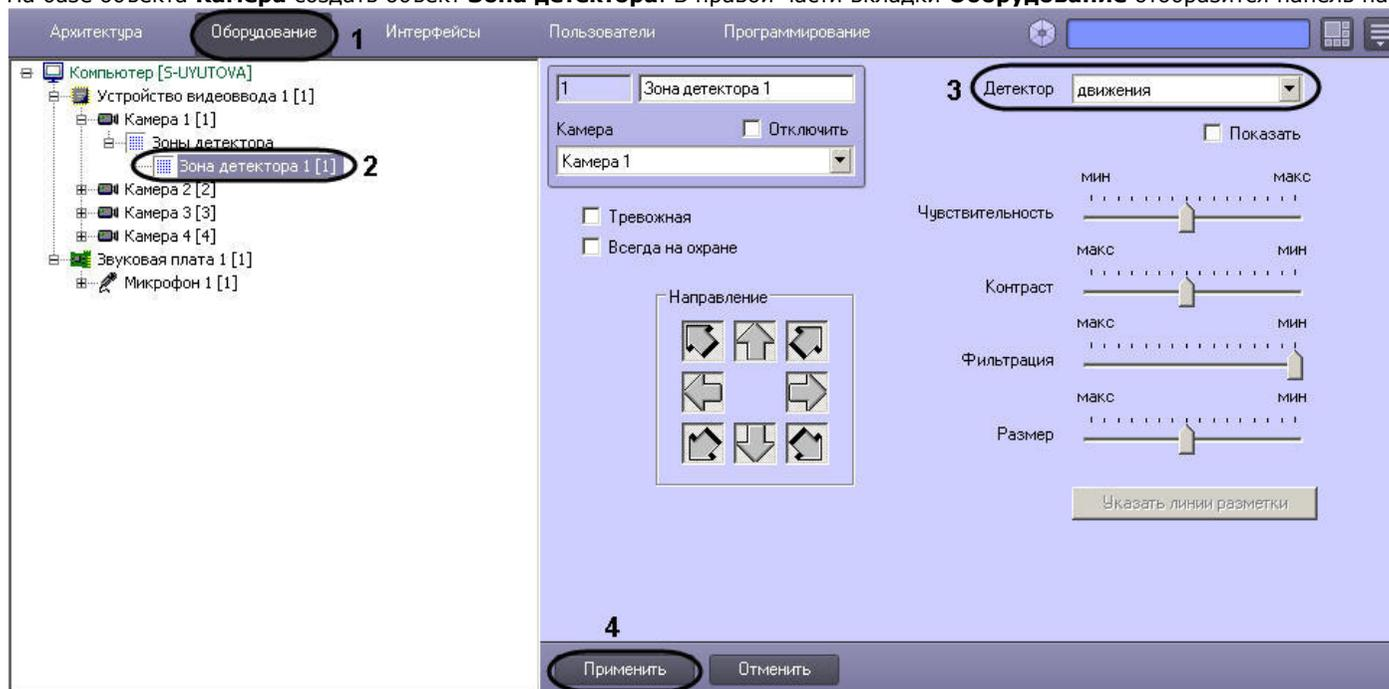 На базе объекта Камера создать объект Зона детектора. В правой части вкладки Оборудование отобразится панель
Архитектура Оборудование 1 Интерфейсы Пользователи Программирование
Компьютер [S-UYUTOVA]
Устройство видеоввода 1 [1]
Камера 1 [1]
Зоны детектора
Зона детектора 1 [1] 2
Камера 2 [2]
Камера 3 [3]
Камера 4 [4]
Звуковая плата 1 [1]
Микрофон 1 [1]
1 Зона детектора 1
Камера Отключить
Камера 1
Тревожная
Всегда на охране
Направление
3 Детектор движения
Показать
мин макс
Чувствительность
макс мин
Контраст
макс мин
Фильтрация
макс мин
Размер
Указать линии разметки
4
Применить Отменить